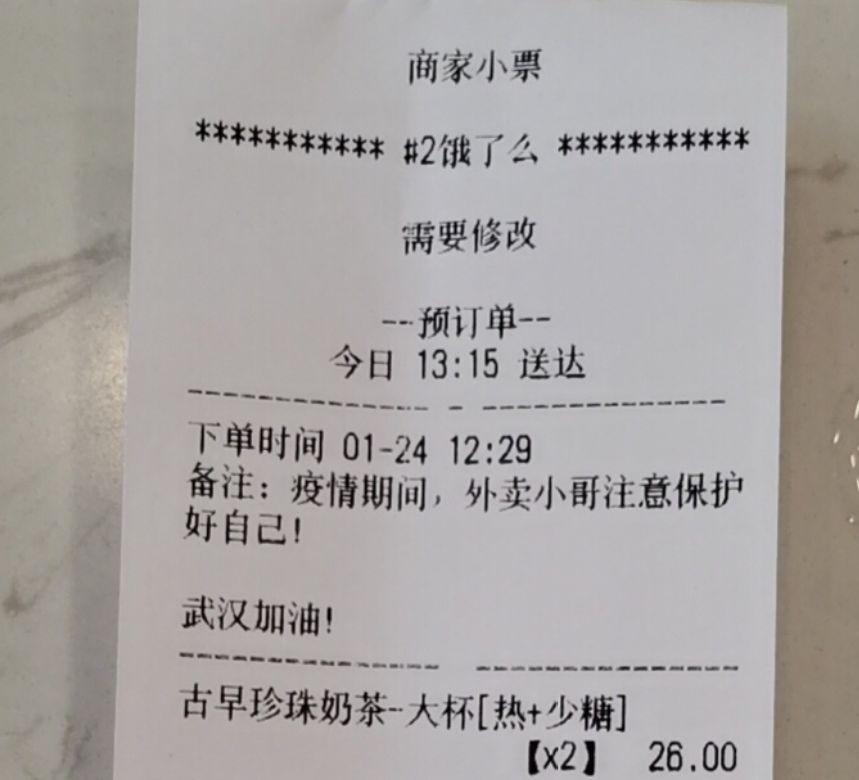 商家小票
*********** #2饿了么 ***********
需要修改
--预订单--
今日 13:15 送达
下单时间 01-24 12:29
备注: 疫情期间，外卖小哥注意保护
好自己!
武汉加油!
古早珍珠奶茶-大杯[热+少糖]
【x2】 26.00